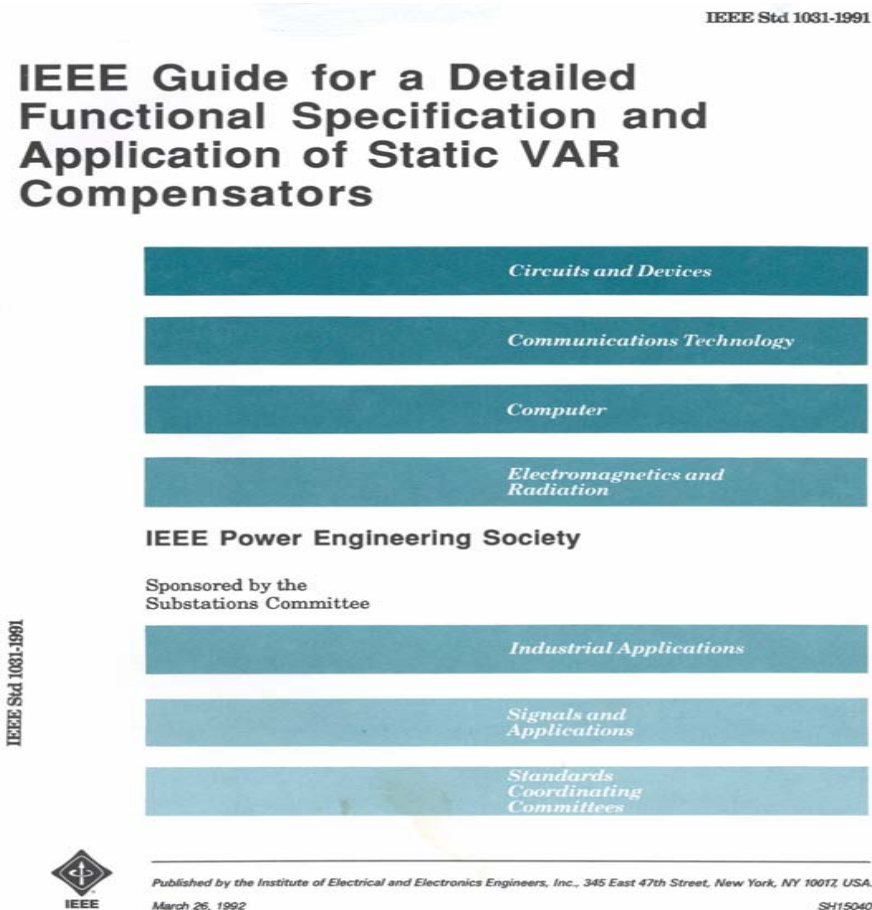 IEEE Std 1031-1991
IEEE Guide for a Detailed
Functional Specification and
Application of Static VAR
Compensators
Circuits and Devices
Communications Technology
Computer
Electromagnetics and
Radiation
IEEE Power Engineering Society
Sponsored by the
Substations Committee
Industrial Applications
Signals and
Applications
Standards
Coordinating
Committees
IEEE Std 1031-1991
IEEE
Published by the Institute of Electrical and Electronics Engineers, Inc., 345 East 47th Street, New York, NY 10017, USA.
March 26, 1992
SH15040